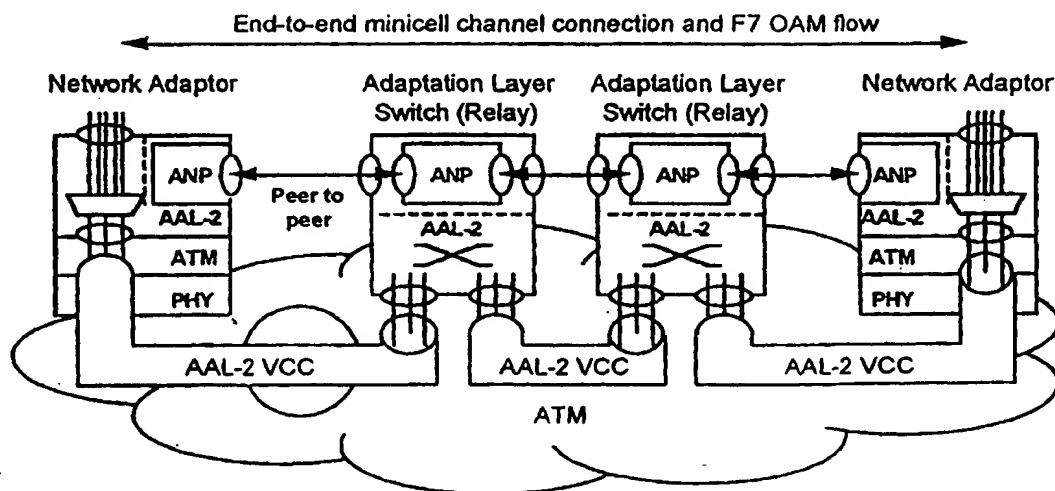 End-to-end minicell channel connection and F7 OAM flow
Network Adaptor
Adaptation Layer
Switch (Relay)
Adaptation Layer
Switch (Relay)
Network Adaptor
ANP
Peer to
peer
ANP
ANP
ANP
AAL-2
AAL-2
AAL-2
AAL-2
ATM
ATM
PHY
PHY
AAL-2 VCC
AAL-2 VCC
AAL-2 VCC
ATM